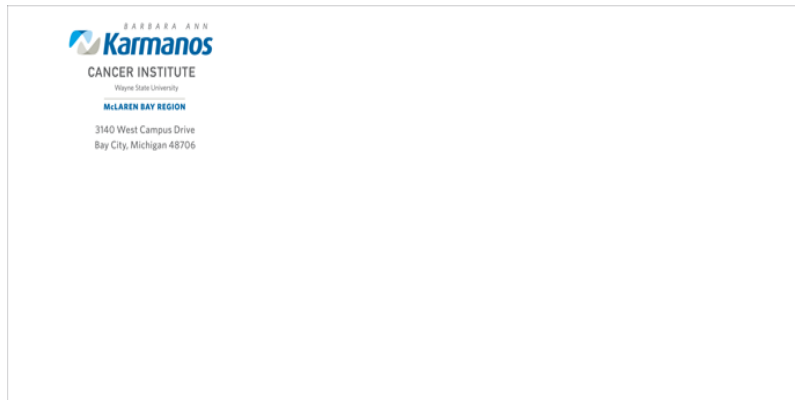 BARBARA ANN
Karmanos
CANCER INSTITUTE
Wayne State University
McLAREN BAY REGION
3140 West Campus Drive
Bay City, Michigan 48706